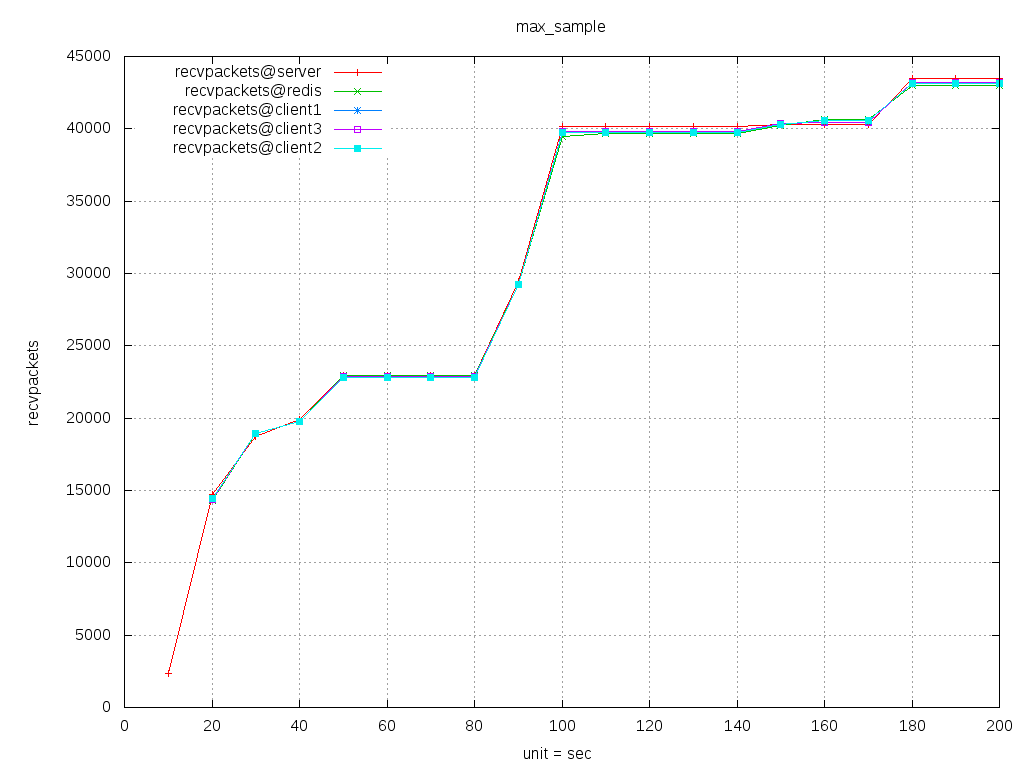 max_sample
45000
40000
35000
30000
25000
20000
15000
10000
5000
0
recvpackets
recvpackets@server
recvpackets@redis
recvpackets@client1
recvpackets@client3
recvpackets@client2
0 20 40 60 80 100 120 140 160 180 200
unit = sec